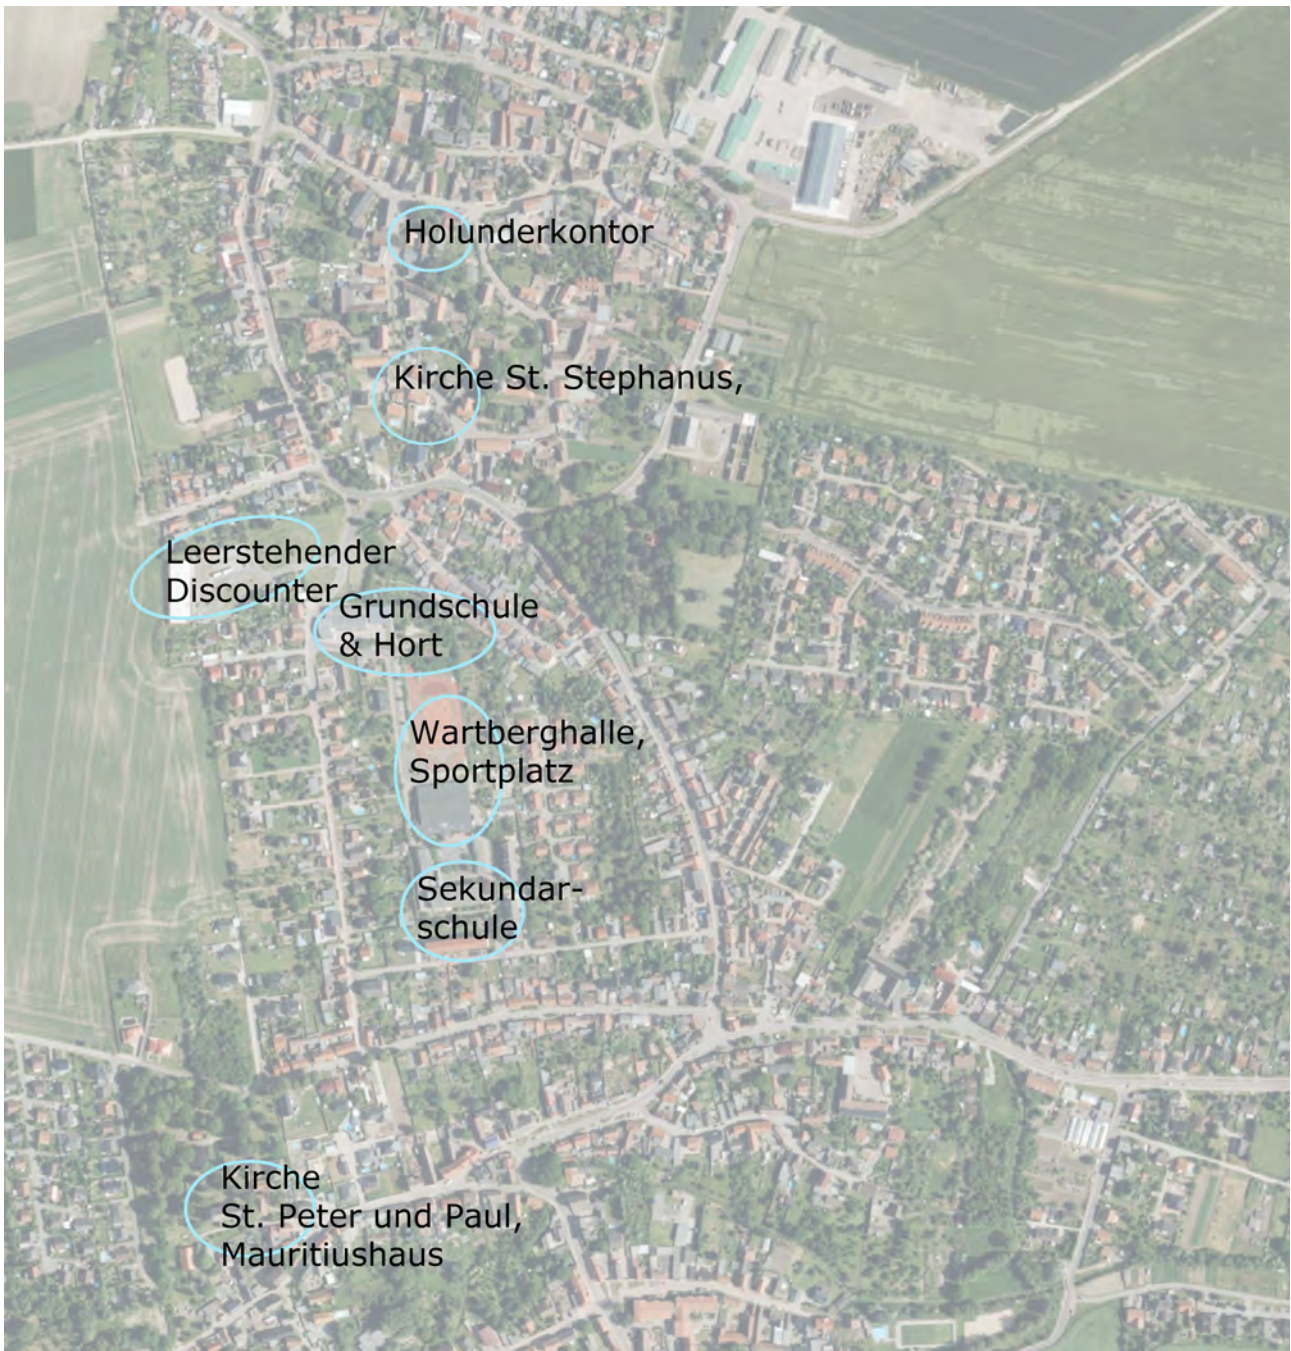 Holunderkontor
Kirche St. Stephanus,
Leerstehender
Discounter
Grundschule
& Hort
Wartberghalle,
Sportplatz
Sekundar-
schule
Kirche
St. Peter und Paul,
Mauritiushaus